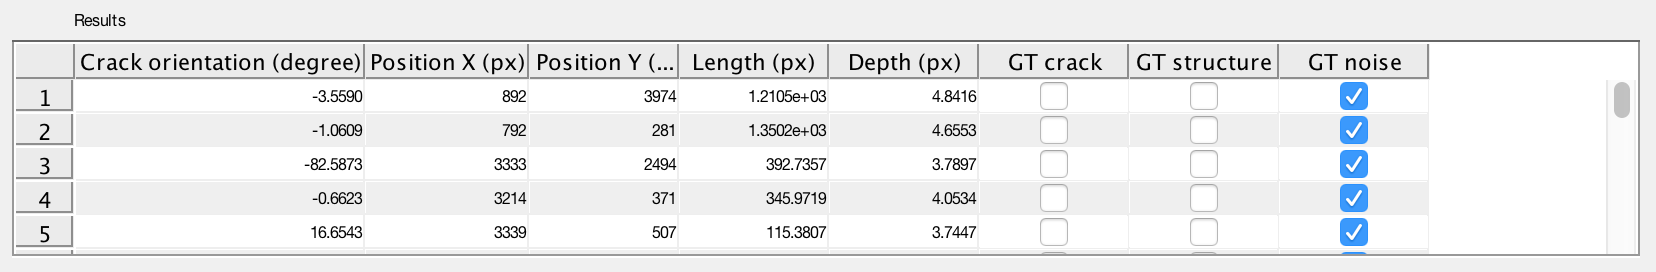 Results
Crack orientation (degree) Position X (px) Position Y (... Length (px) Depth (px) GT crack GT structure GT noise
1 -3.5590 892 3974 1.2105e+03 4.8416
2 -1.0609 792 281 1.3502e+03 4.6553
3 -82.5873 3333 2494 392.7357 3.7897
4 -0.6623 3214 371 345.9719 4.0534
5 16.6543 3339 507 115.3807 3.7447